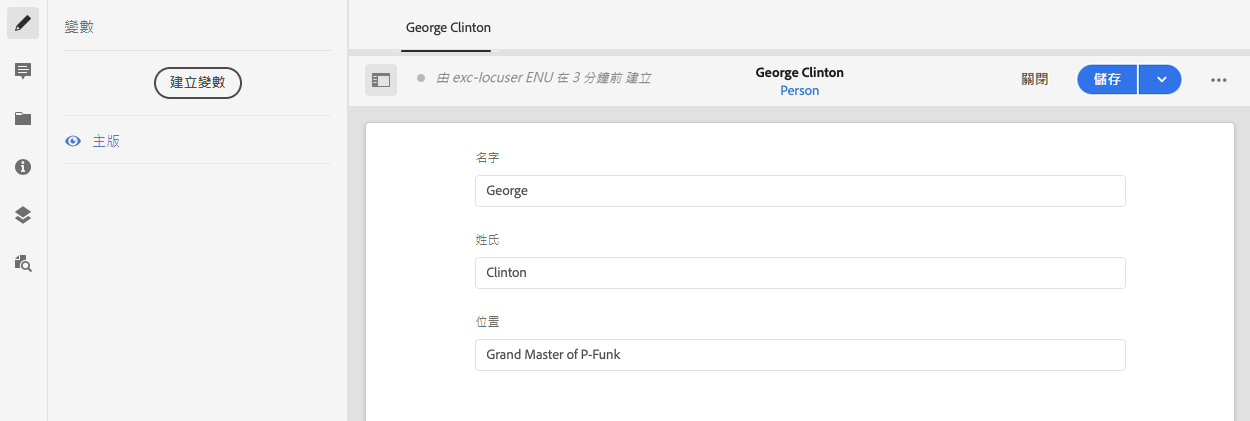 變數
建立變數
主版
George Clinton
由 exc-locuser ENU 在 3 分鐘前 建立
George Clinton
Person
關閉
儲存
名字
George
姓氏
Clinton
位置
Grand Master of P-Funk